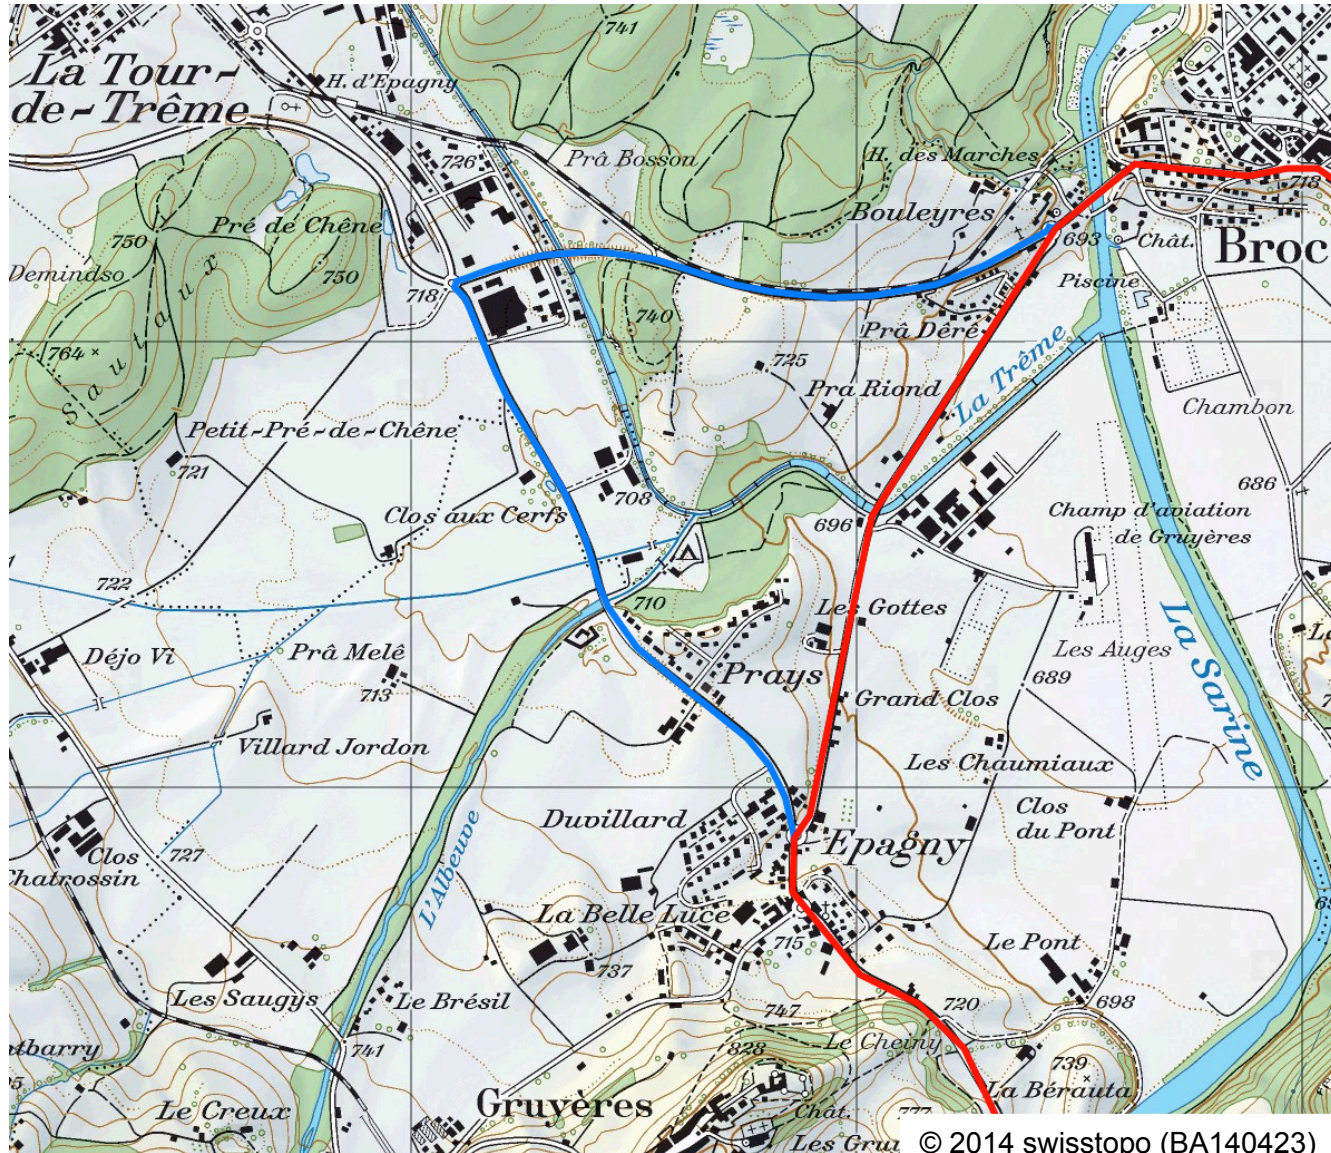 741
La Tour-
de-Trême
H. d'Epagny
726
Prâ Bosson
H. des Marches
713
Pré de Chêne
750
Bouleyres
693
Chât.
Broc
Demindso
750
718
Piscine
740
Prâ Déré
764
Sautaux
725
Prâ Riond
La Trême
Chambon
Petit-Pré-de-Chêne
721
708
686
Clos aux Cerfs
696
Champ d'aviation
de Gruyères
722
710
Les Gottes
La Sarine
Déjo Vi
Prâ Melê
713
Prays
Les Auges
689
Grand Clos
Villard Jordon
Les Chaumiaux
Duvillard
Clos
du Pont
Epagny
L'Albeuve
Clos
Chatrossin
727
La Belle Luce
715
Le Pont
737
Les Saugys
Le Brésil
747
720
698
741
828
Le Cheiny
739
La Bérauta
Le Creux
Gruyères
Chât.
777
Les Gru
© 2014 swisstopo (BA140423)